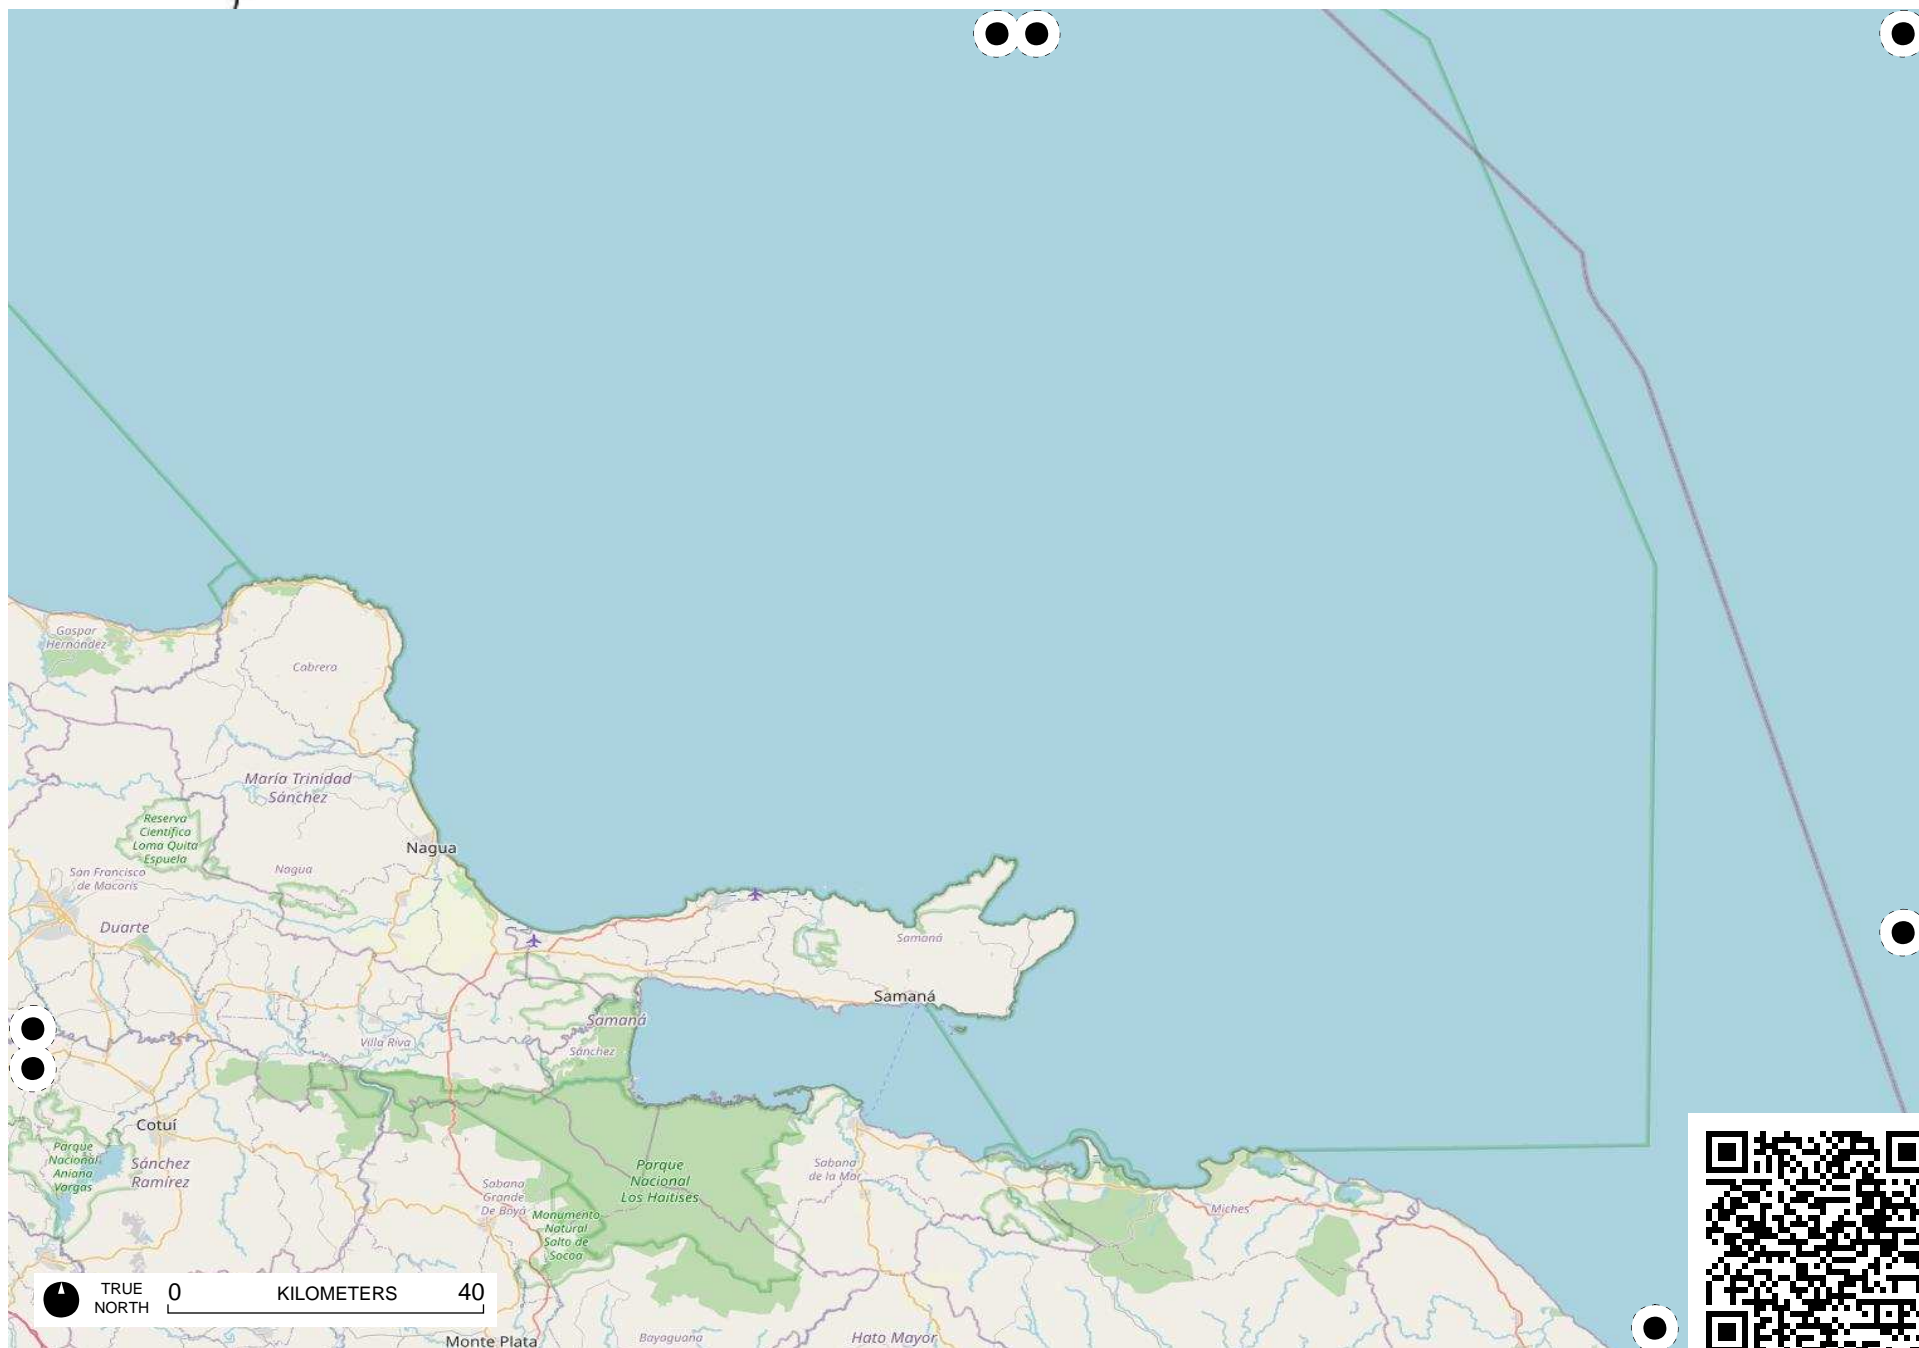 Gaspar
Hernández
Cabrera
María Trinidad
Sánchez
Reserva
Científica
Loma Quita
Espuela
Nagua
Nagua
San Francisco
de Macorís
Duarte
Samaná
Samaná
Samaná
Villa Riva
Sánchez
Cotuí
Parque
Nacional
Aniana
Vargas
Sánchez
Ramírez
Parque
Nacional
Los Haitises
Sabana
de la Mar
Sabana
Grande
De Boyá
Miches
Monumento
Natural
Salto de
Socoa
TRUE
NORTH
0 KILOMETERS 40
Monte Plata
Bayaguana
Hato Mayor